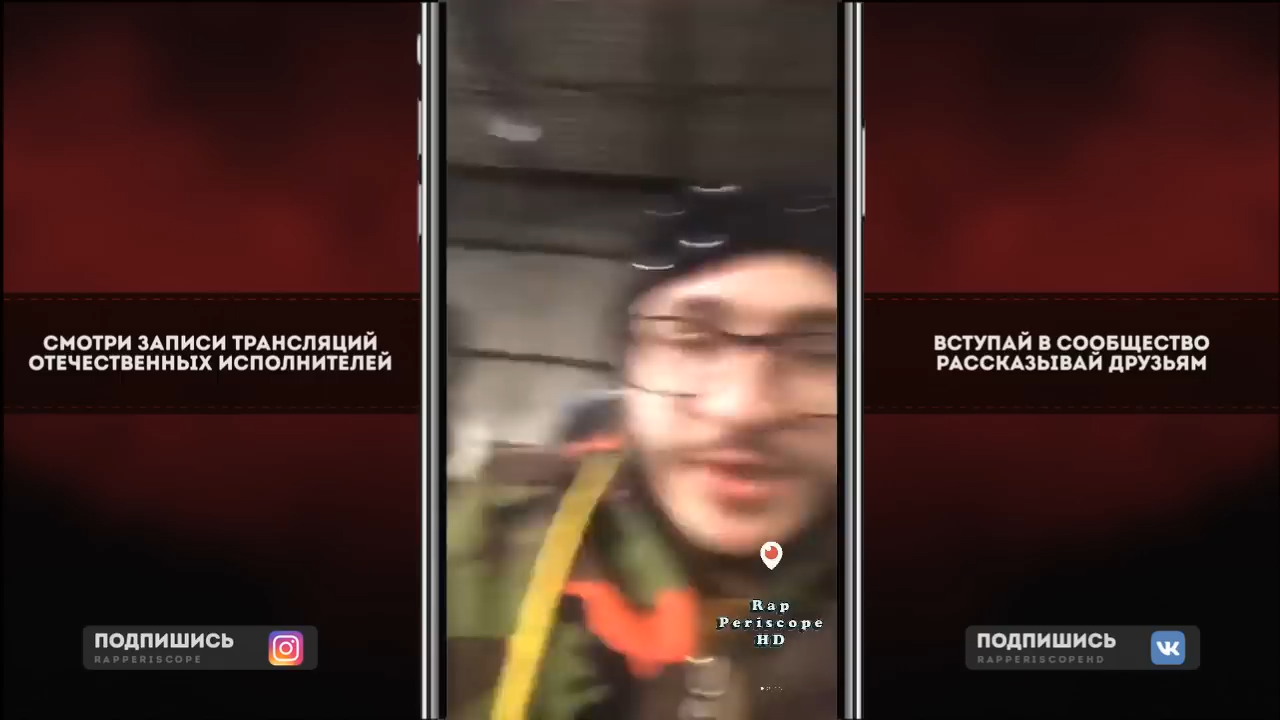 СМОТРИ ЗАПИСИ ТРАНСЛЯЦИЙ
ОТЕЧЕСТВЕННЫХ ИСПОЛНИТЕЛЕЙ
ВСТУПАЙ В СООБЩЕСТВО
РАССКАЗЫВАЙ ДРУЗЬЯМ
Rap
Periscope
HD
ПОДПИШИСЬ
RAPPERISCOPE
ПОДПИШИСЬ
RAPPERISCOPEHD